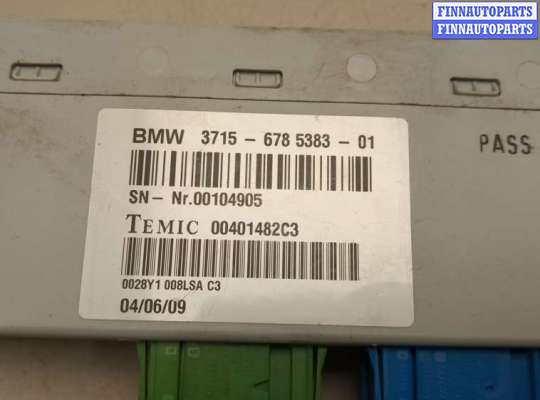 FINNAUTOPARTS
FINNAUTOPARTS
BMW 3715 - 678 5383 - 01
SN- Nr.00104905
TEMIC 00401482C3
0028Y1 008LSA C3
04/06/09
PASS